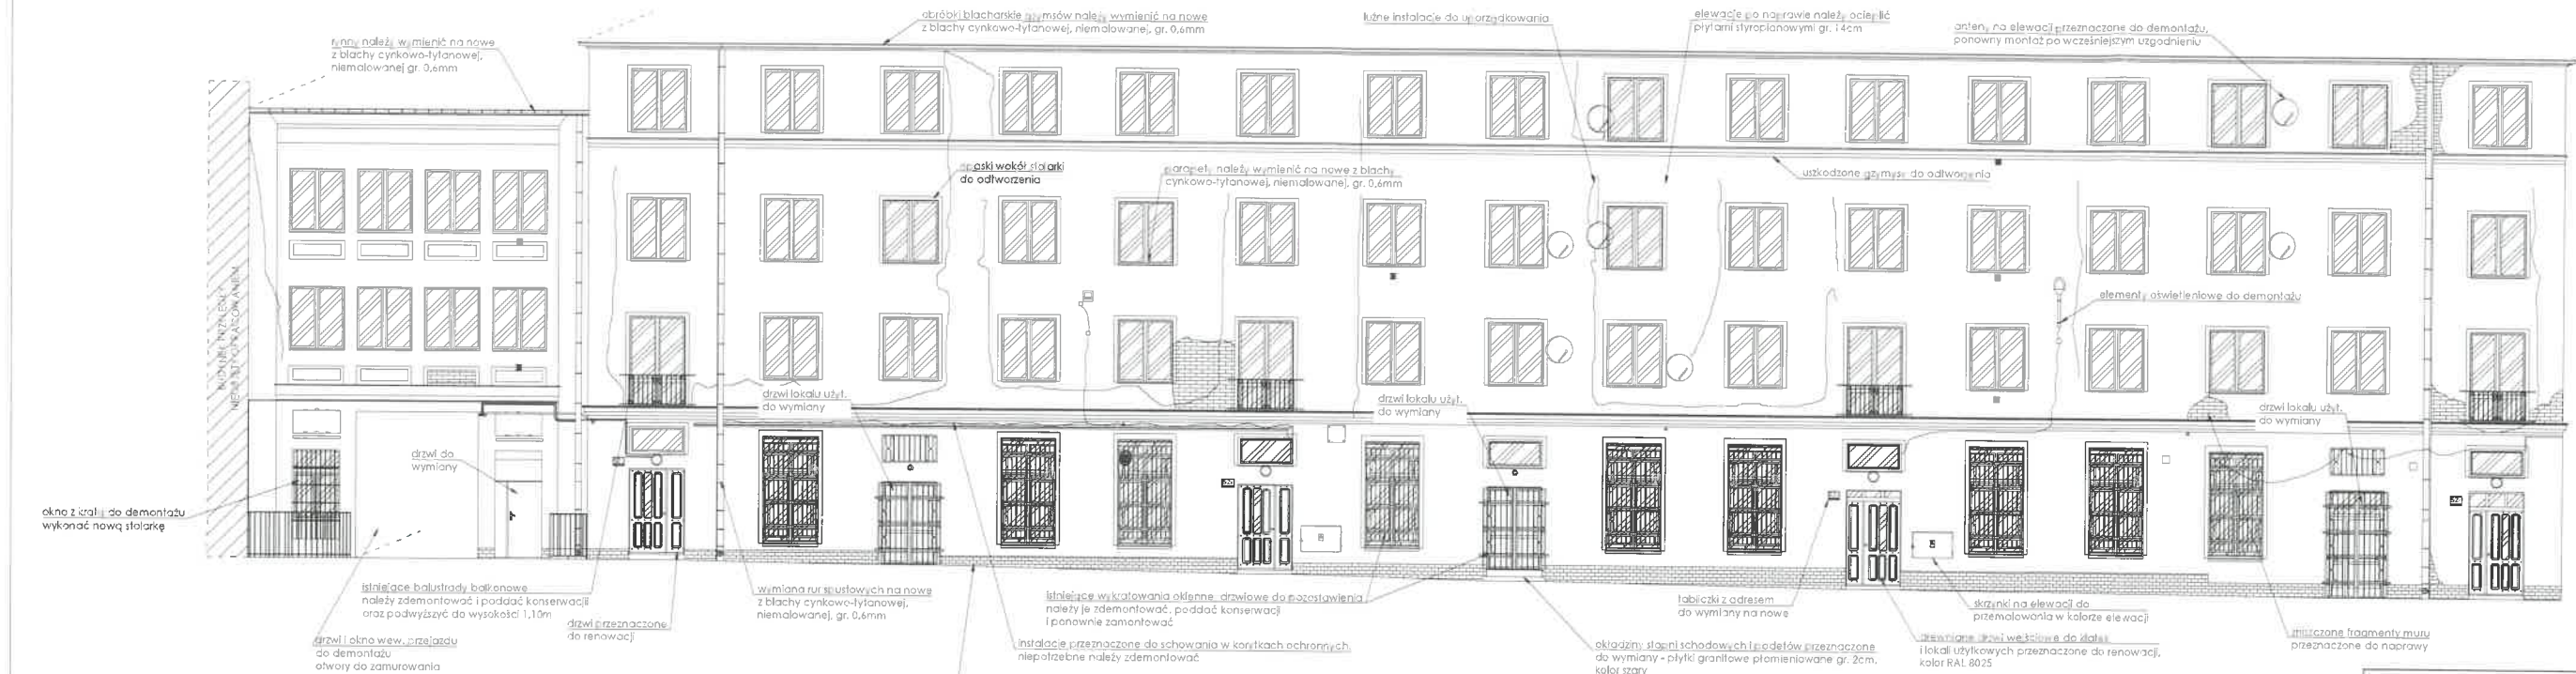 obróbki blacharskie gzymsów należy wymienić na nowe
z blachy cynkowo-tytanowej, niemalowanej, gr. 0,6mm
luźne instalacje do uporządkowania
elewacje po naprawie należy ocieplić
płytami styropianowymi gr. 14cm
anteny na elewacji przeznaczone do demontażu,
ponowny montaż po wcześniejszym uzgodnieniu
rynny należy wymienić na nowe
z blachy cynkowo-tytanowej,
niemalowanej gr. 0,6mm
opaski wokół stolarki
do odtworzenia
parapety należy wymienić na nowe z blachy
cynkowo-tytanowej, niemalowanej, gr. 0,6mm
uszkodzone gzymsy do odtworzenia
BUDYNEK PRZYLEGŁY
NIEOBJĘTY OPRACOWANIEM
elementy oświetleniowe do demontażu
drzwi lokalu użyt.
do wymiany
drzwi lokalu użyt.
do wymiany
drzwi lokalu użyt.
do wymiany
drzwi do
wymiany
okno z kratą do demontażu
wykonać nową stolarkę
istniejące balustrady balkonowe
należy zdemontować i poddać konserwacji
oraz podwyższyć do wysokości 1,10m
drzwi przeznaczone
do renowacji
wymiana rur spustowych na nowe
z blachy cynkowo-tytanowej,
niemalowanej, gr. 0,6mm
istniejące wykratowania okienne, drzwiowe do pozostawienia
należy je zdemontować, poddać konserwacji
i ponownie zamontować
tabliczki z adresem
do wymiany na nowe
skrzynki na elewacji do
przemalowania w kolorze elewacji
drzwi i okno wew. przejazdu
do demontażu
otwory do zamurowania
instalacje przeznaczone do schowania w korytkach ochronnych,
niepotrzebne należy zdemontować
okładziny stopni schodowych i podestów przeznaczone
do wymiany - płytki granitowe płomieniowane gr. 2cm,
kolor szary
drewniane drzwi wejściowe do klatek
i lokali użytkowych przeznaczone do renowacji,
kolor RAL 8025
zniszczone fragmenty muru
przeznaczone do naprawy